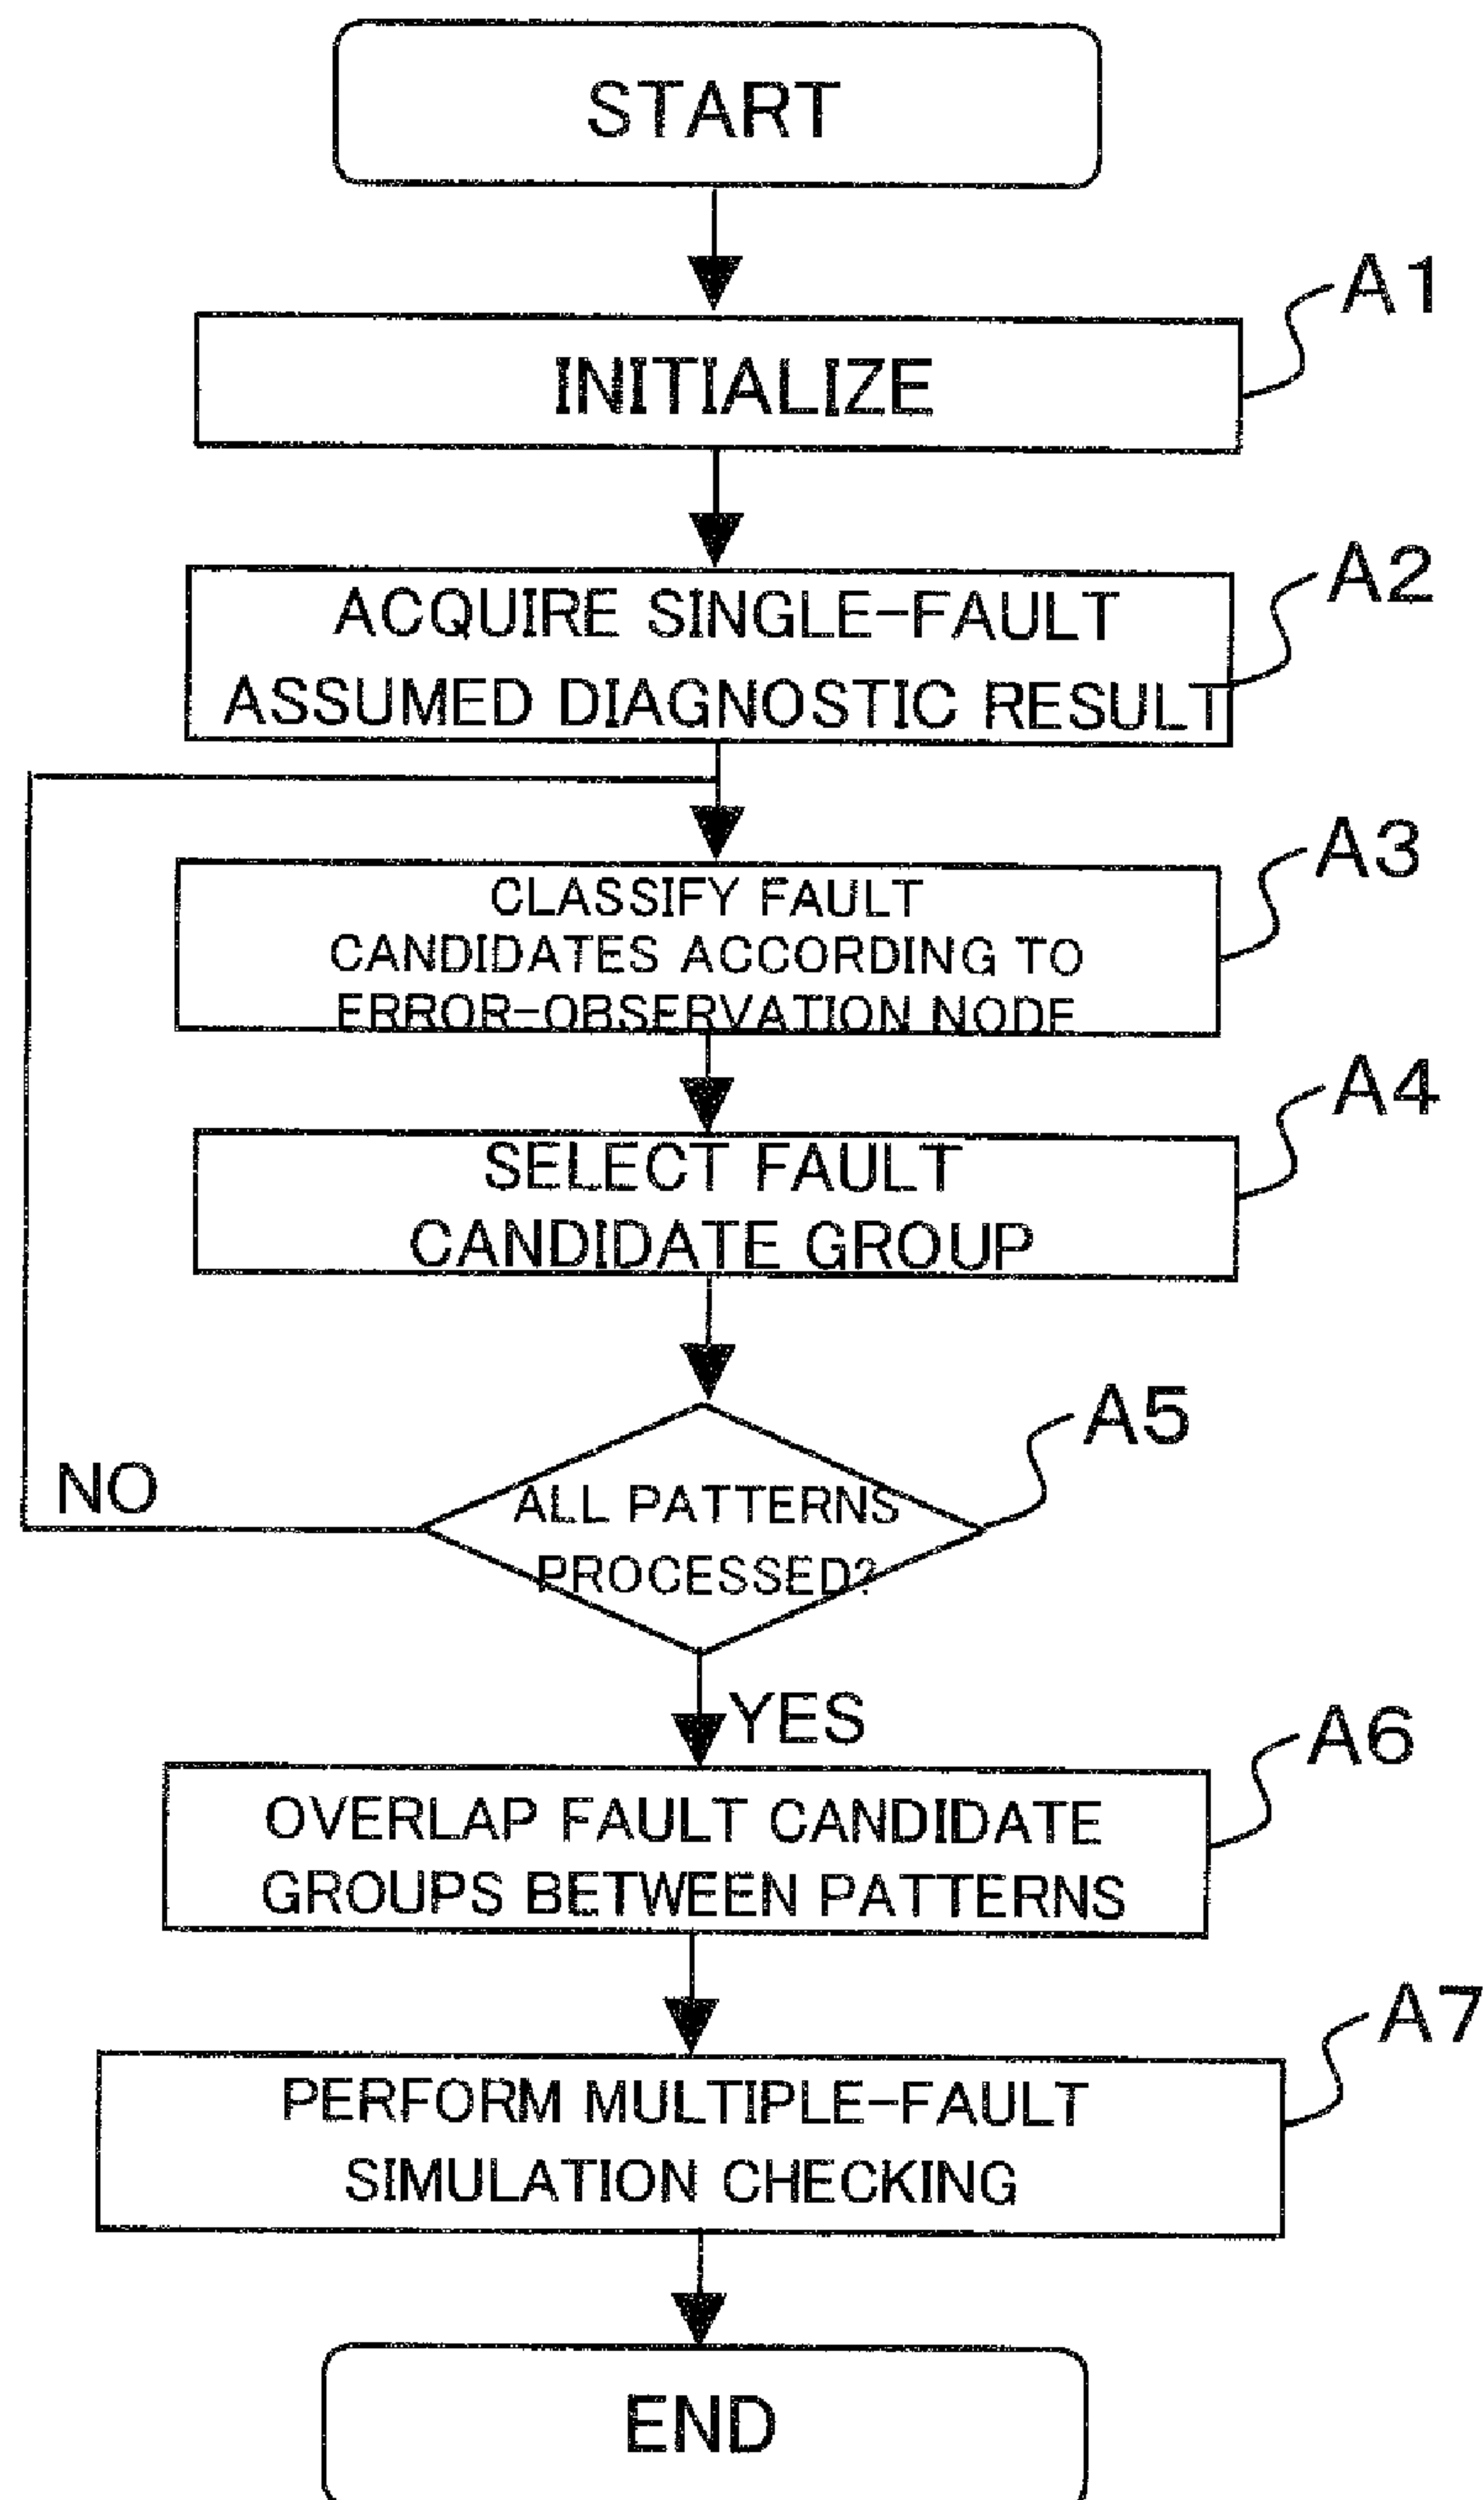 START
A1
INITIALIZE
A2
ACQUIRE SINGLE-FAULT
ASSUMED DIAGNOSTIC RESULT
A3
CLASSIFY FAULT
CANDIDATES ACCORDING TO
ERROR-OBSERVATION NODE
A4
SELECT FAULT
CANDIDATE GROUP
A5
NO
ALL PATTERNS
PROCESSED?
YES
A6
OVERLAP FAULT CANDIDATE
GROUPS BETWEEN PATTERNS
A7
PERFORM MULTIPLE-FAULT
SIMULATION CHECKING
END